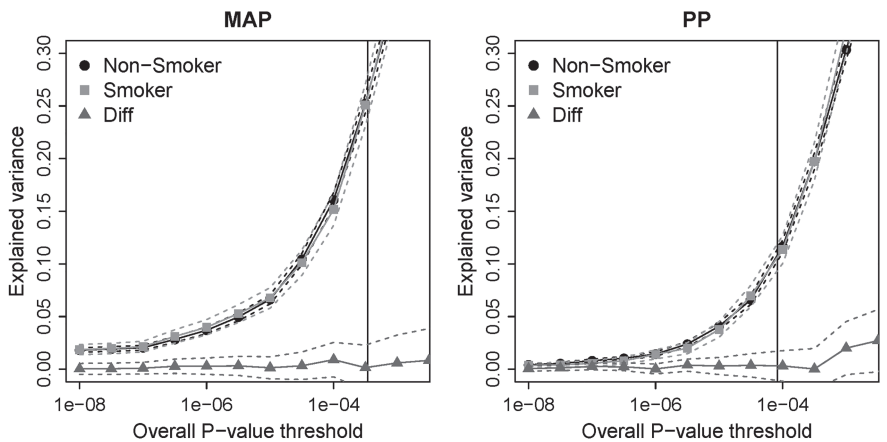 MAP
Explained variance
0.00 0.05 0.10 0.15 0.20 0.25 0.30
Non−Smoker
Smoker
Diff
1e−08 1e−06 1e−04
Overall P−value threshold
PP
Explained variance
0.00 0.05 0.10 0.15 0.20 0.25 0.30
Non−Smoker
Smoker
Diff
1e−08 1e−06 1e−04
Overall P−value threshold